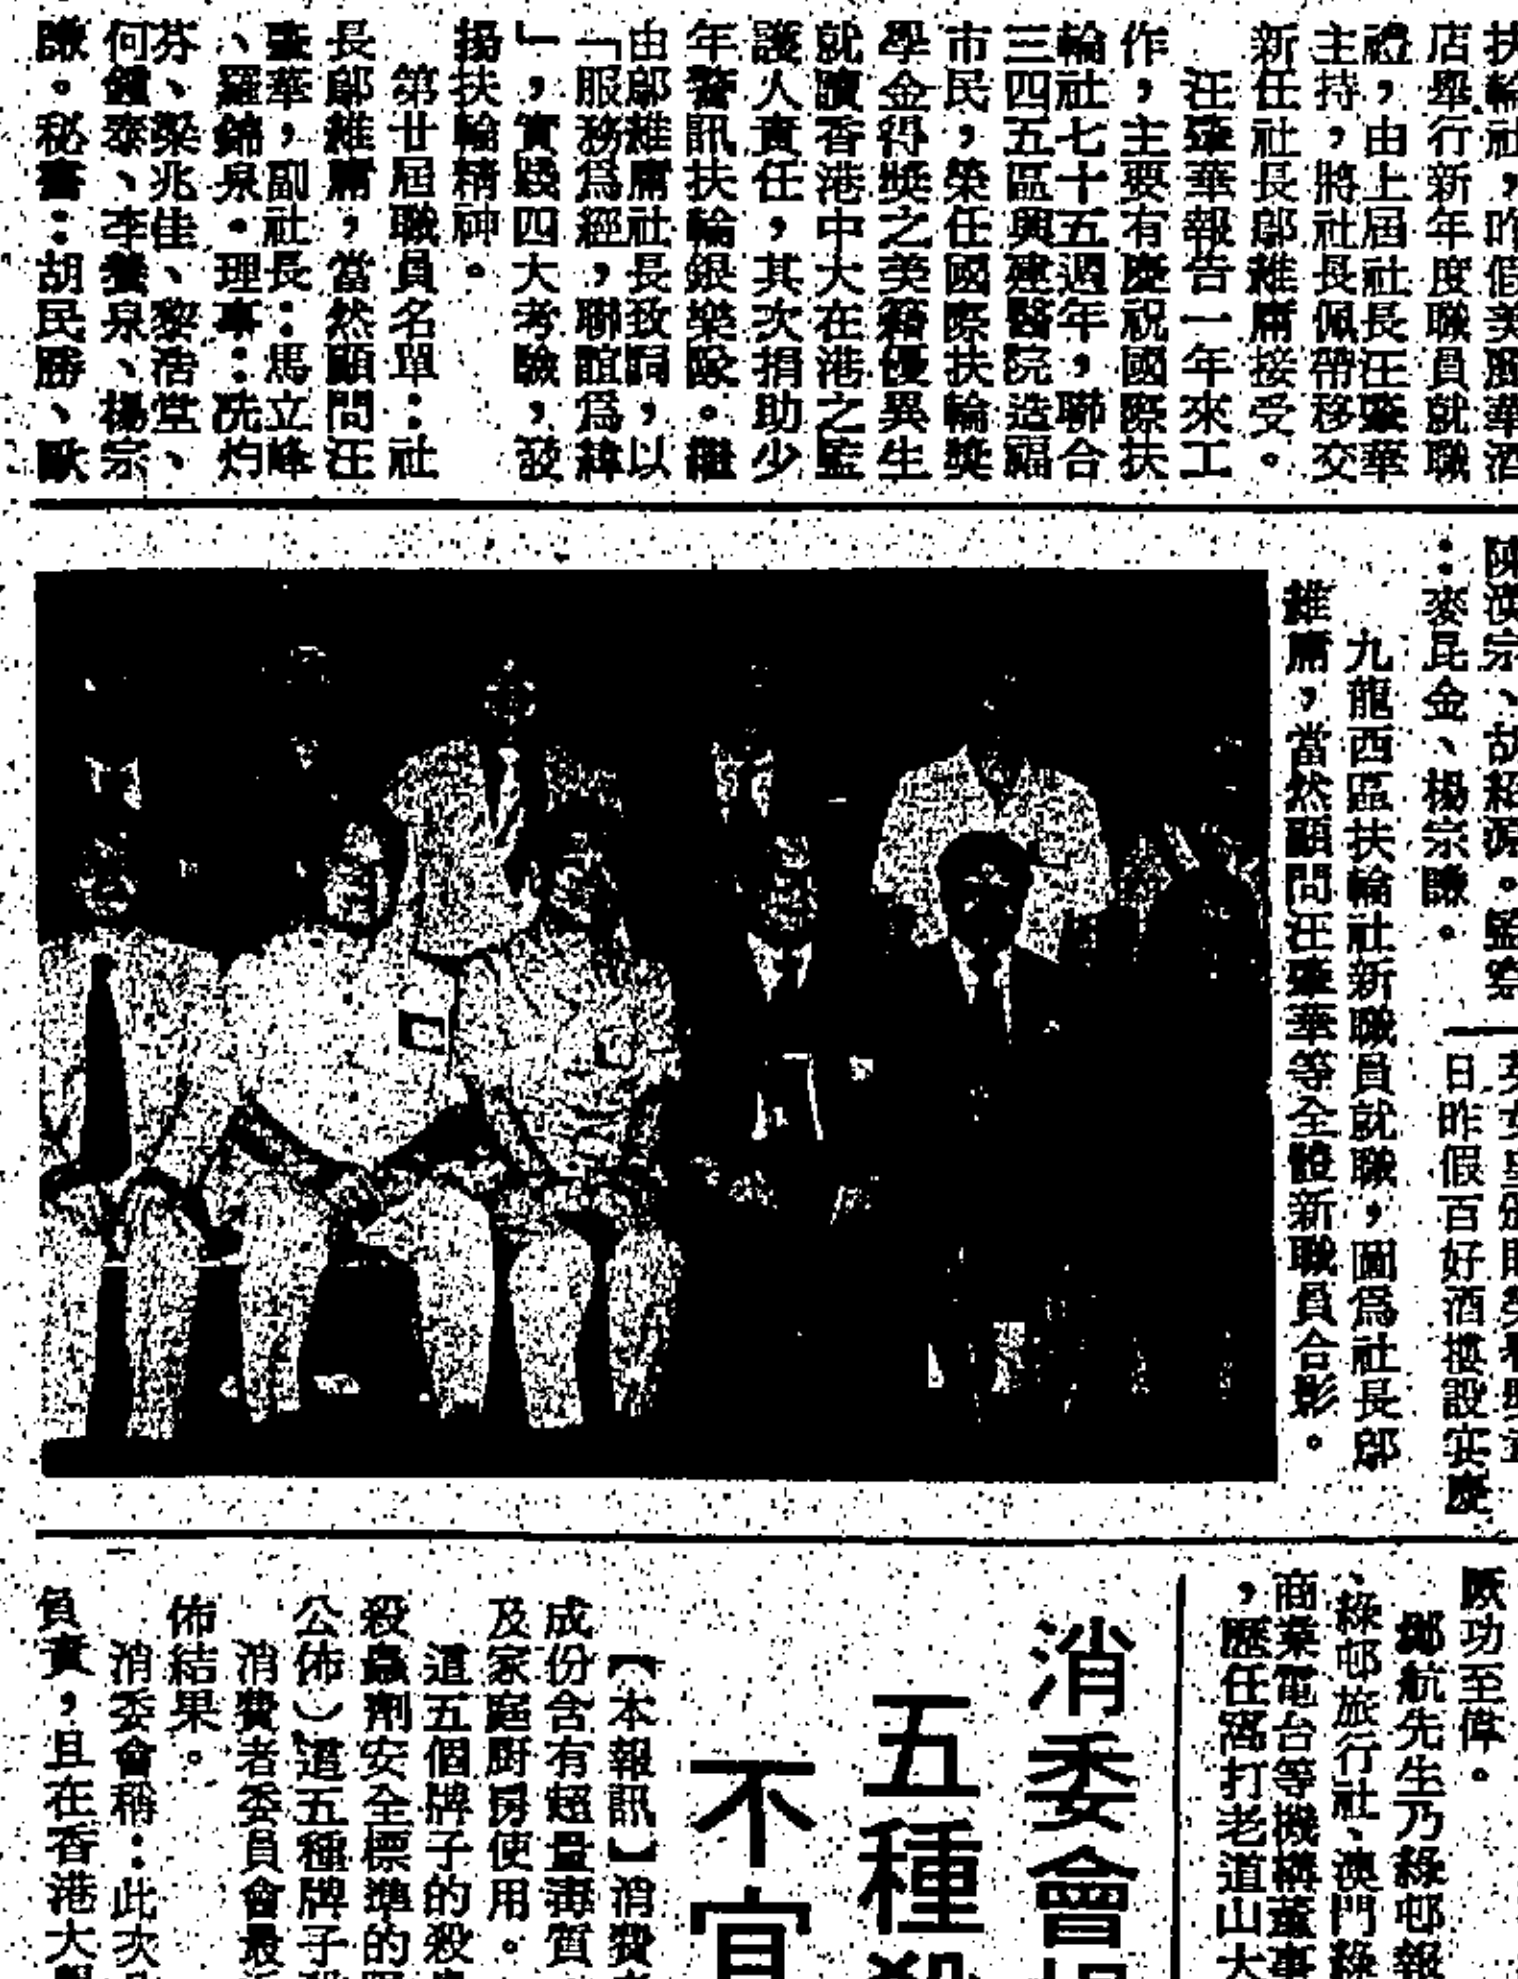 扶輪社，昨假美麗華酒
店舉行新年度職員就職
禮，由上屆社長汪肇華
主持，將社長佩帶移交
新任社長鄔維庸接受。
汪肇華報告一年來工
作，主要有慶祝國際扶
輪社七十五週年，聯合
三四五區興建醫院造福
市民，榮任國際扶輪獎
學金得獎之美籍優異生
就讀香港中大在港之監
護人責任，其次捐助少
年警訊扶輪銀樂隊。繼
由鄔維庸社長致詞，以
「服務為經，聯誼為緯
」，實踐四大考驗，發
揚扶輪精神。
第廿屆職員名單：社
長鄔維庸，當然顧問汪
肇華，副社長：馬立峰
、羅錦泉。理事：冼灼
芬、梁兆佳、黎浩堂、
何鍾泰、李養泉、楊宗
謙。秘書：胡民勝、歐
陳漢宗、胡紹源。監察
：麥昆金、楊宗謙。
九龍西區扶輪社新職員就職，圖為社長鄔
維庸，當然顧問汪肇華等全體新職員合影。
日昨假百好酒樓設宴慶
厥功至偉。
鄭航先生乃綠邨報
、綠邨旅行社、澳門綠
商業電台等機構董事
，歷任窩打老道山大
消委會
五種
不宜
【本報訊】消費
成份含有超量毒質
及家庭廚房使用。
這五個牌子的殺
殺蟲劑安全標準的
公佈）這五種牌子
消費者委員會最
佈結果。
消委會稱：此次
負責，且在香港大